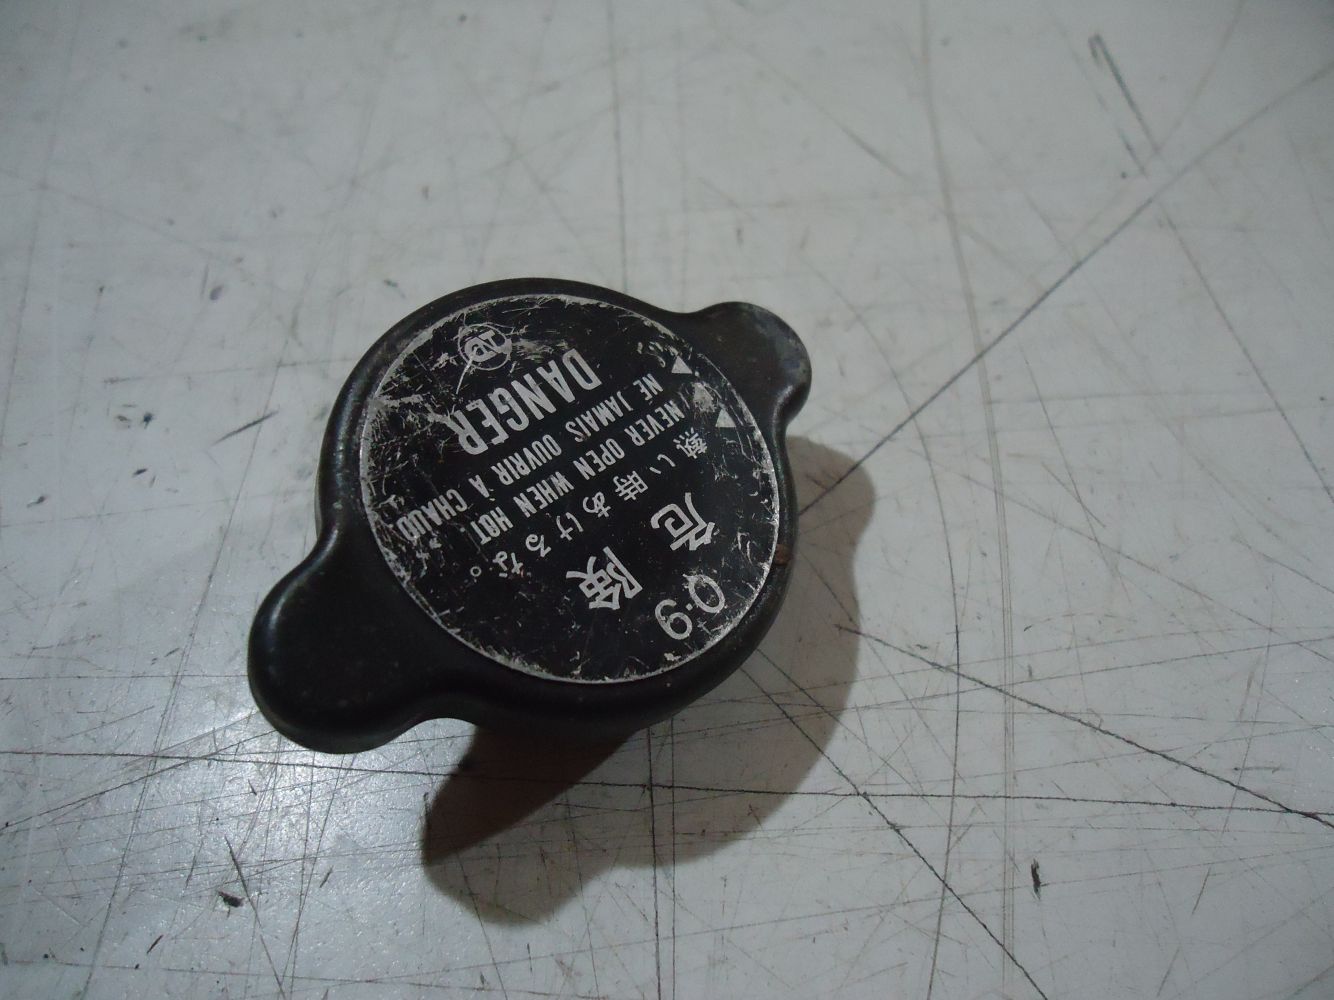 0.9
危険
熱い時あけるな。
NEVER OPEN WHEN HOT.
NE JAMAIS OUVRIR À CHAUD.
DANGER